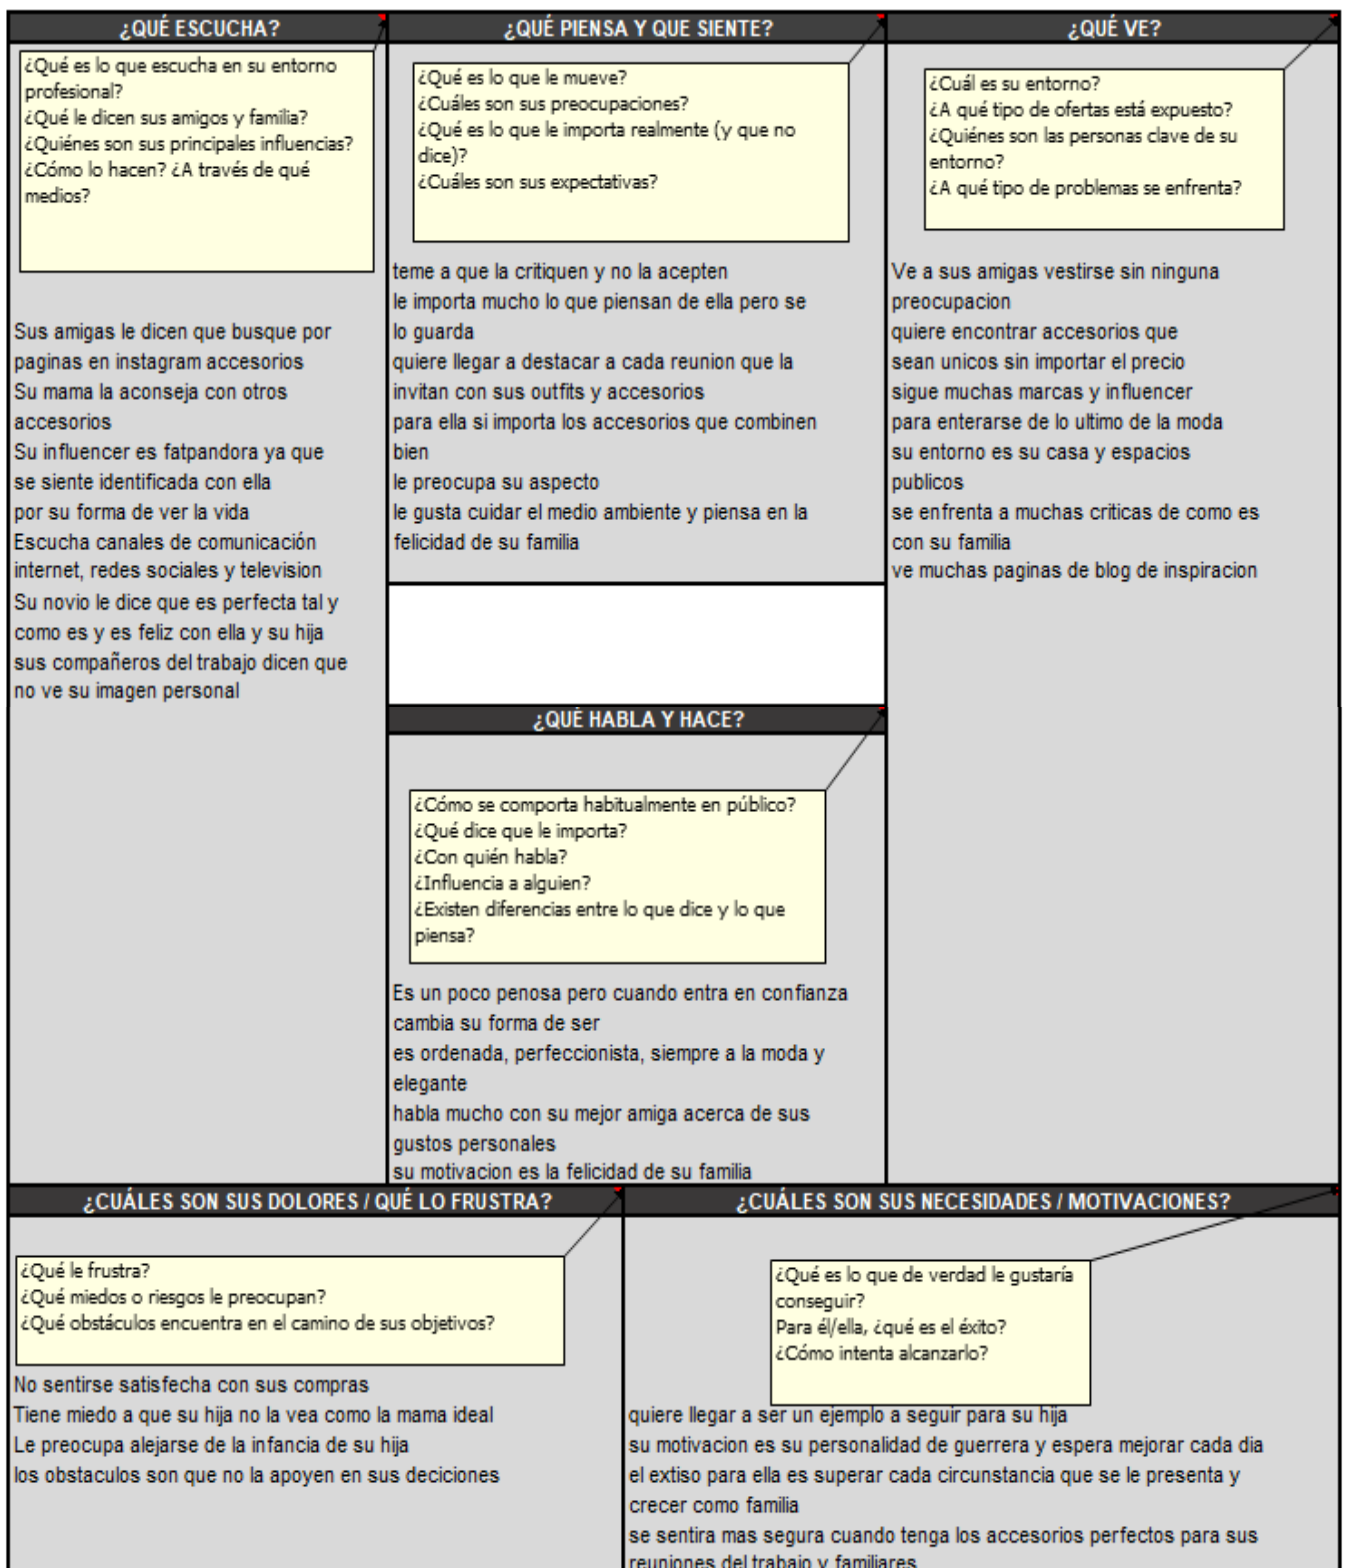 ¿QUÉ ESCUCHA?
¿Qué es lo que escucha en su entorno
profesional?
¿Qué le dicen sus amigos y familia?
¿Quiénes son sus principales influencias?
¿Cómo lo hacen? ¿A través de qué
medios?
Sus amigas le dicen que busque por
paginas en instagram accesorios
Su mama la aconseja con otros
accesorios
Su influencer es fatpandora ya que
se siente identificada con ella
por su forma de ver la vida
Escucha canales de comunicación
internet, redes sociales y television
Su novio le dice que es perfecta tal y
como es y es feliz con ella y su hija
sus compañeros del trabajo dicen que
no ve su imagen personal
¿QUÉ PIENSA Y QUE SIENTE?
¿Qué es lo que le mueve?
¿Cuáles son sus preocupaciones?
¿Qué es lo que le importa realmente (y que no
dice)?
¿Cuáles son sus expectativas?
teme a que la critiquen y no la acepten
le importa mucho lo que piensan de ella pero se
lo guarda
quiere llegar a destacar a cada reunion que la
invitan con sus outfits y accesorios
para ella si importa los accesorios que combinen
bien
le preocupa su aspecto
le gusta cuidar el medio ambiente y piensa en la
felicidad de su familia
¿QUÉ VE?
¿Cuál es su entorno?
¿A qué tipo de ofertas está expuesto?
¿Quiénes son las personas clave de su
entorno?
¿A qué tipo de problemas se enfrenta?
Ve a sus amigas vestirse sin ninguna
preocupacion
quiere encontrar accesorios que
sean unicos sin importar el precio
sigue muchas marcas y influencer
para enterarse de lo ultimo de la moda
su entorno es su casa y espacios
publicos
se enfrenta a muchas criticas de como es
con su familia
ve muchas paginas de blog de inspiracion
¿QUÉ HABLA Y HACE?
¿Cómo se comporta habitualmente en público?
¿Qué dice que le importa?
¿Con quién habla?
¿Influencia a alguien?
¿Existen diferencias entre lo que dice y lo que
piensa?
Es un poco penosa pero cuando entra en confianza
cambia su forma de ser
es ordenada, perfeccionista, siempre a la moda y
elegante
habla mucho con su mejor amiga acerca de sus
gustos personales
su motivacion es la felicidad de su familia
¿CUÁLES SON SUS DOLORES / QUÉ LO FRUSTRA?
¿Qué le frustra?
¿Qué miedos o riesgos le preocupan?
¿Qué obstáculos encuentra en el camino de sus objetivos?
No sentirse satisfecha con sus compras
Tiene miedo a que su hija no la vea como la mama ideal
Le preocupa alejarse de la infancia de su hija
los obstaculos son que no la apoyen en sus deciciones
¿CUÁLES SON SUS NECESIDADES / MOTIVACIONES?
¿Qué es lo que de verdad le gustaría
conseguir?
Para él/ella, ¿qué es el éxito?
¿Cómo intenta alcanzarlo?
quiere llegar a ser un ejemplo a seguir para su hija
su motivacion es su personalidad de guerrera y espera mejorar cada dia
el extiso para ella es superar cada circunstancia que se le presenta y
crecer como familia
se sentira mas segura cuando tenga los accesorios perfectos para sus
reuniones del trabajo y familiares